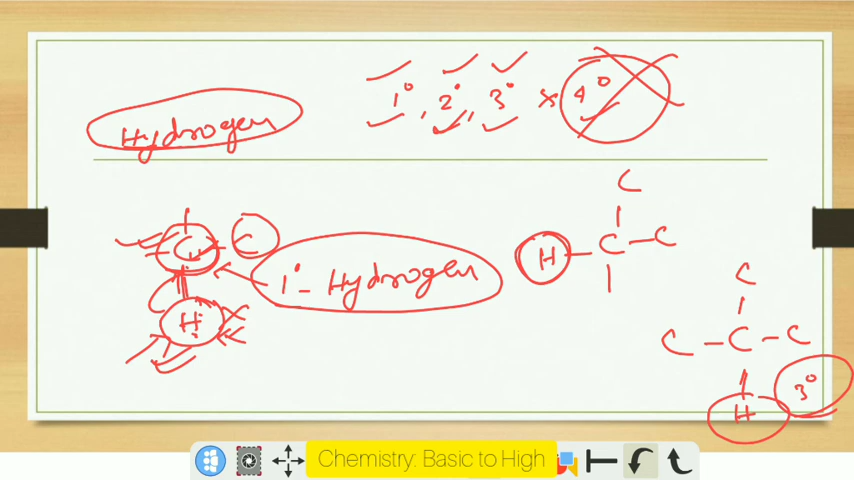 Hydrogen
1°, 2°, 3° × 4°
C C
H
1°- Hydrogen
C
H - C - C
C
C - C - C
H 3°
Chemistry: Basic to High